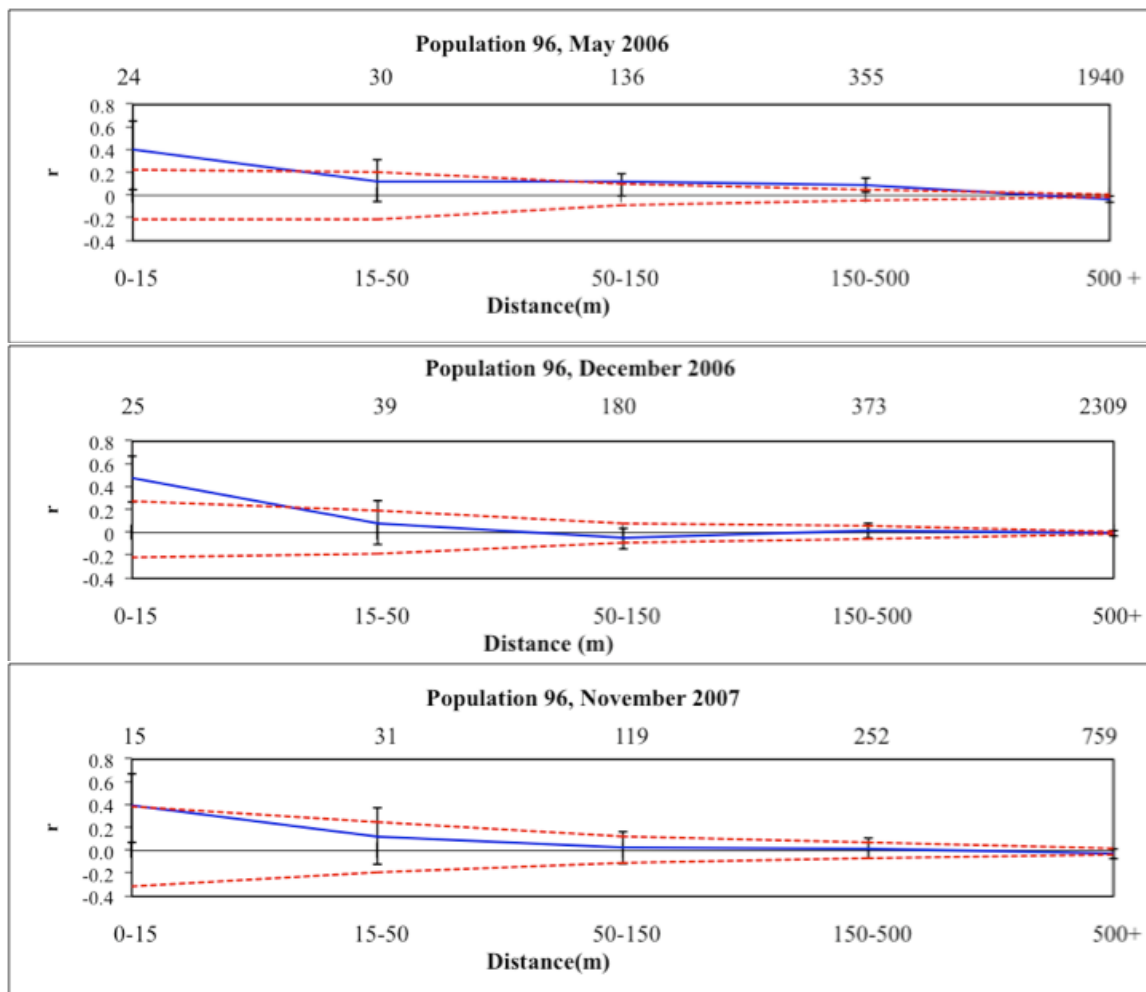 Population 96, May 2006
24 30 136 355 1940
0.8
0.6
0.4
0.2
0
-0.2
-0.4
r
0-15 15-50 50-150 150-500 500 +
Distance(m)
Population 96, December 2006
25 39 180 373 2309
0.8
0.6
0.4
0.2
0
-0.2
-0.4
r
0-15 15-50 50-150 150-500 500+
Distance (m)
Population 96, November 2007
15 31 119 252 759
0.8
0.6
0.4
0.2
0.0
-0.2
-0.4
r
0-15 15-50 50-150 150-500 500+
Distance(m)